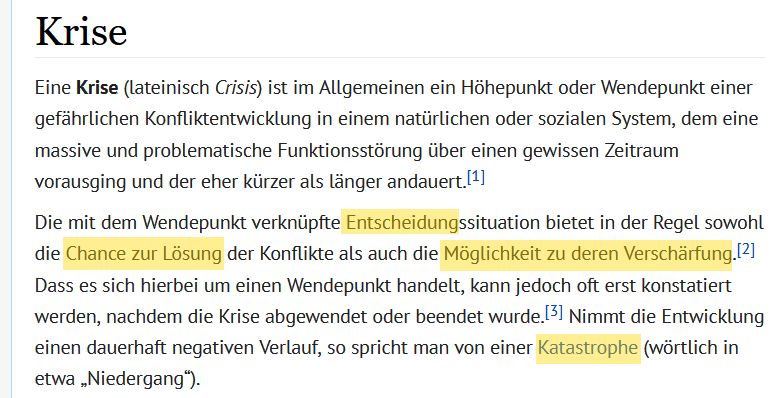 Krise
Eine Krise (lateinisch Crisis) ist im Allgemeinen ein Höhepunkt oder Wendepunkt einer
gefährlichen Konfliktentwicklung in einem natürlichen oder sozialen System, dem eine
massive und problematische Funktionsstörung über einen gewissen Zeitraum
vorausging und der eher kürzer als länger andauert.[1]
Die mit dem Wendepunkt verknüpfte Entscheidungssituation bietet in der Regel sowohl
die Chance zur Lösung der Konflikte als auch die Möglichkeit zu deren Verschärfung.[2]
Dass es sich hierbei um einen Wendepunkt handelt, kann jedoch oft erst konstatiert
werden, nachdem die Krise abgewendet oder beendet wurde.[3] Nimmt die Entwicklung
einen dauerhaft negativen Verlauf, so spricht man von einer Katastrophe (wörtlich in
etwa „Niedergang“).